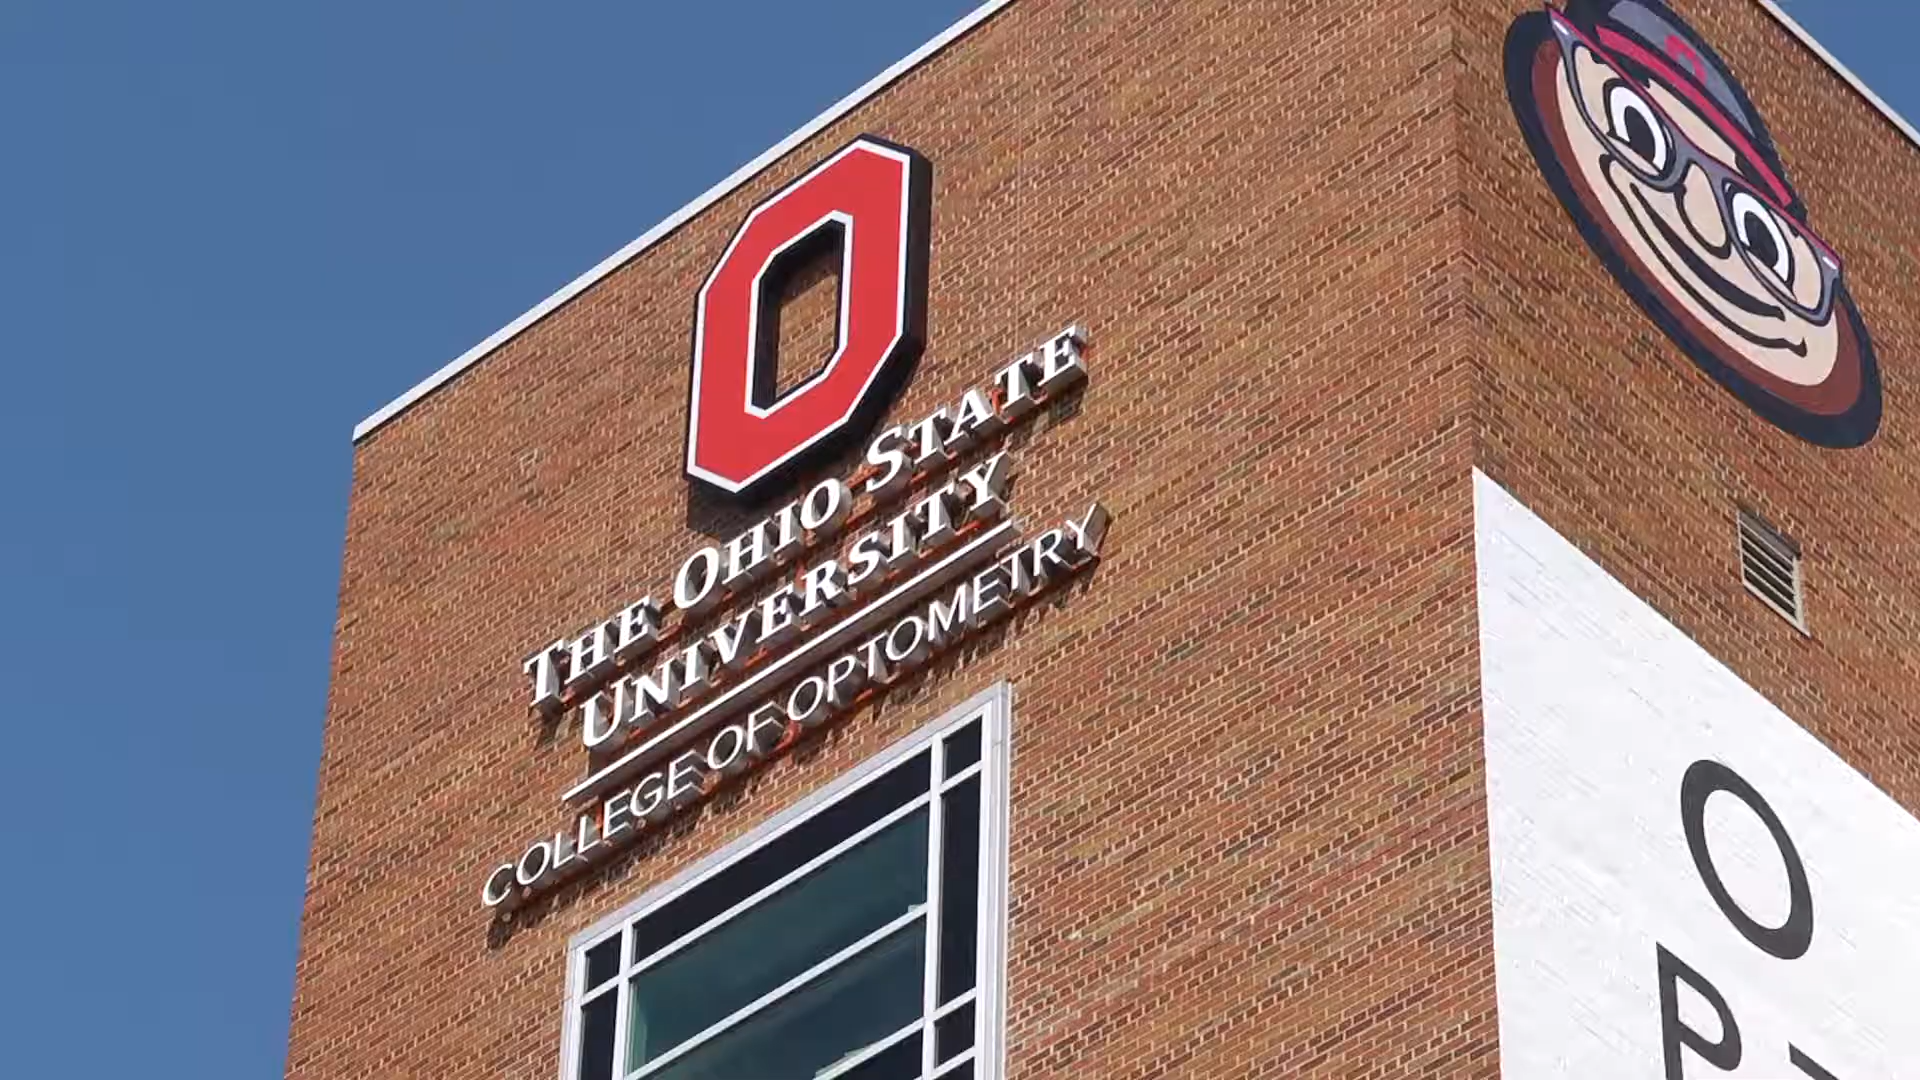 O
THE OHIO STATE
UNIVERSITY
COLLEGE OF OPTOMETRY
O
P